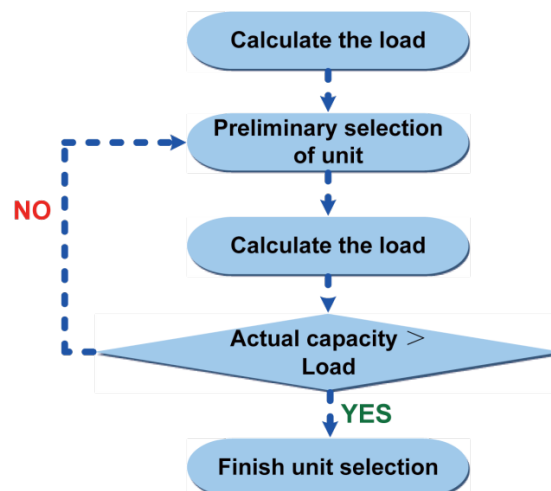 Calculate the load
Preliminary selection
of unit
NO
Calculate the load
Actual capacity ＞
Load
YES
Finish unit selection